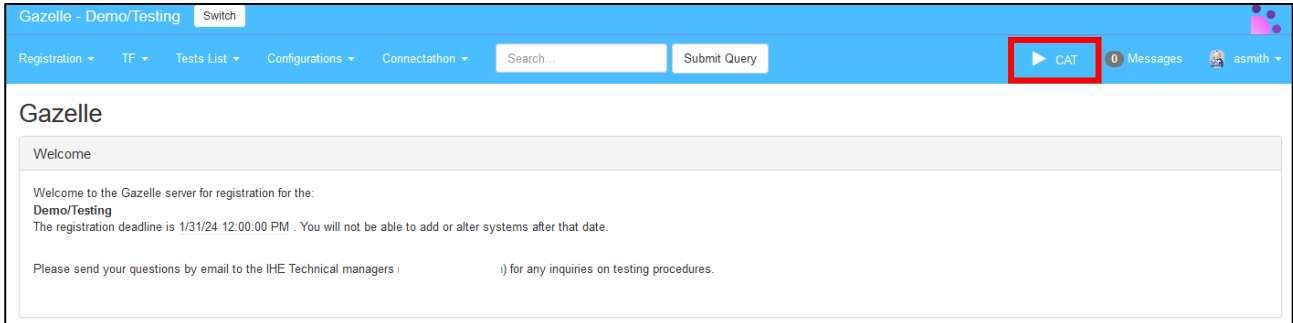 Gazelle - Demo/Testing Switch
Registration TF Tests List Configurations Connectathon Search... Submit Query CAT 0 Messages asmith
Gazelle
Welcome
Welcome to the Gazelle server for registration for the:
Demo/Testing
The registration deadline is 1/31/24 12:00:00 PM . You will not be able to add or alter systems after that date.
Please send your questions by email to the IHE Technical managers ( ) for any inquiries on testing procedures.